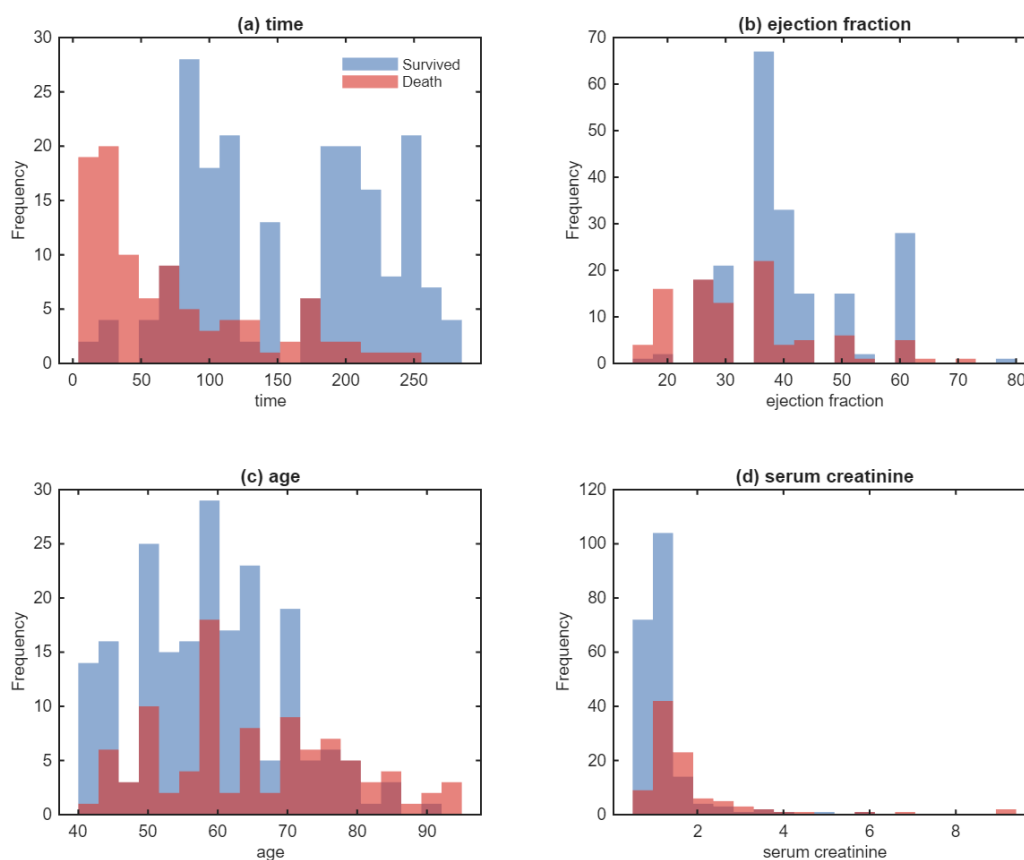 (a) time
30
25
20
15
10
5
0
Frequency
Survived
Death
0 50 100 150 200 250
time
(b) ejection fraction
70
60
50
40
30
20
10
0
Frequency
20 30 40 50 60 70 80
ejection fraction
(c) age
30
25
20
15
10
5
0
Frequency
40 50 60 70 80 90
age
(d) serum creatinine
120
100
80
60
40
20
0
Frequency
2 4 6 8
serum creatinine